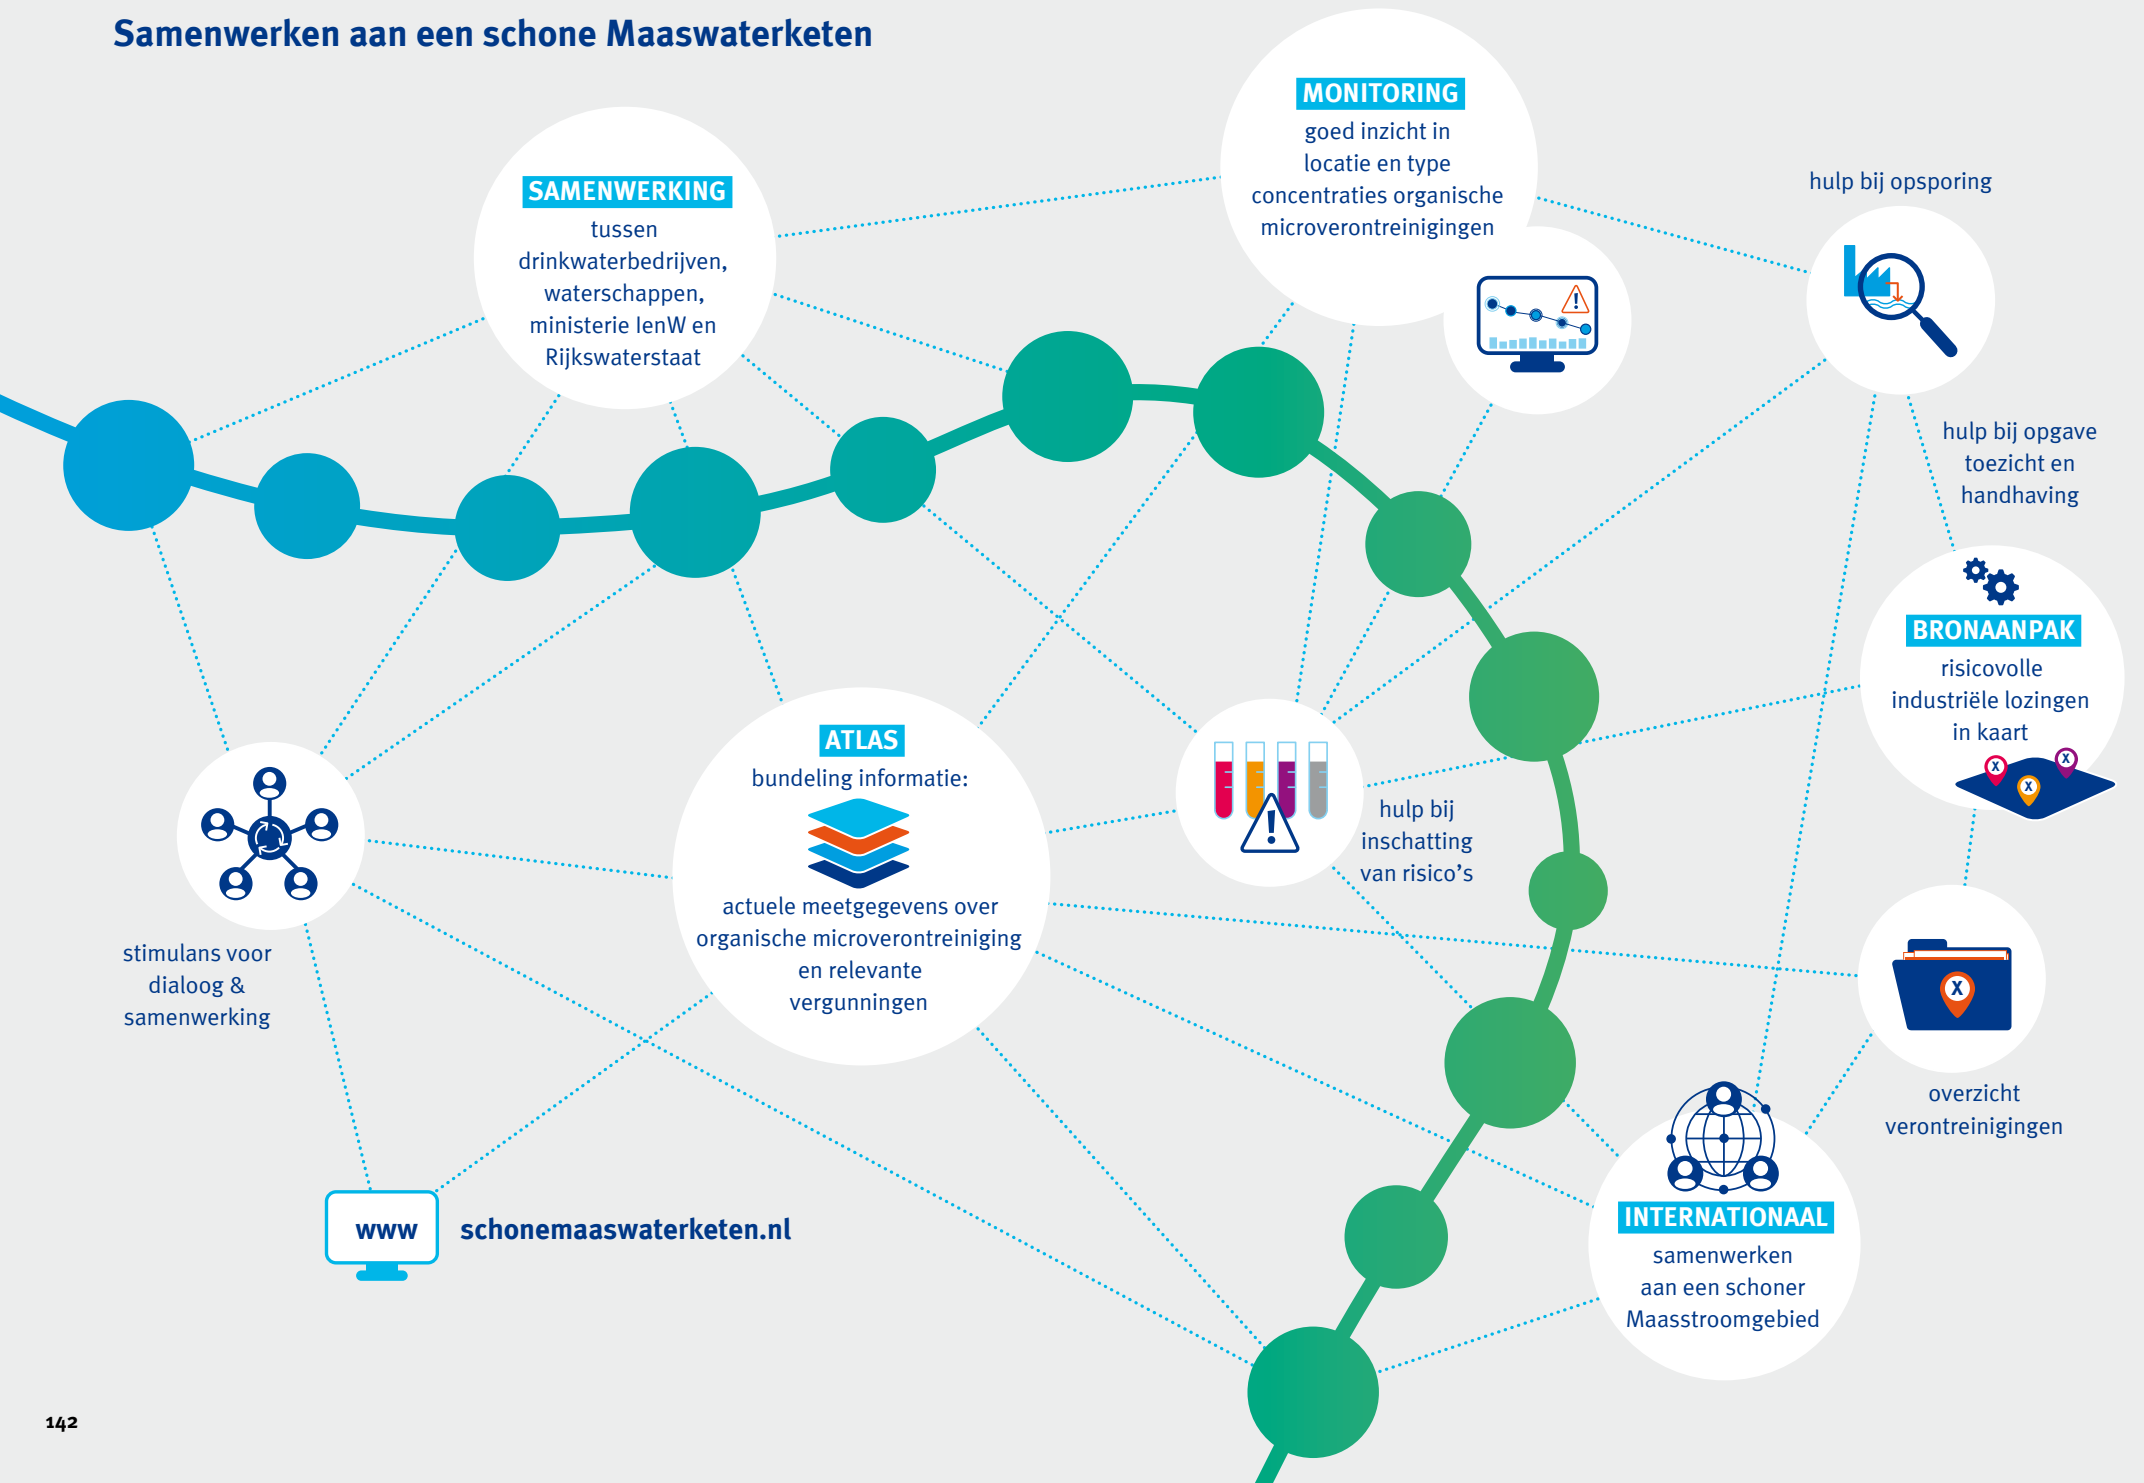 Samenwerken aan een schone Maaswaterketen
SAMENWERKING
tussen
drinkwaterbedrijven,
waterschappen,
ministerie IenW en
Rijkswaterstaat
MONITORING
goed inzicht in
locatie en type
concentraties organische
microverontreinigingen
!
hulp bij opsporing
hulp bij opgave
toezicht en
handhaving
BRONAANPAK
risicovolle
industriële lozingen
in kaart
X
X
X
ATLAS
bundeling informatie:
actuele meetgegevens over
organische microverontreiniging
en relevante
vergunningen
!
hulp bij
inschatting
van risico’s
stimulans voor
dialoog &
samenwerking
X
overzicht
verontreinigingen
INTERNATIONAAL
samenwerken
aan een schoner
Maasstroomgebied
www
schonemaaswaterketen.nl
142